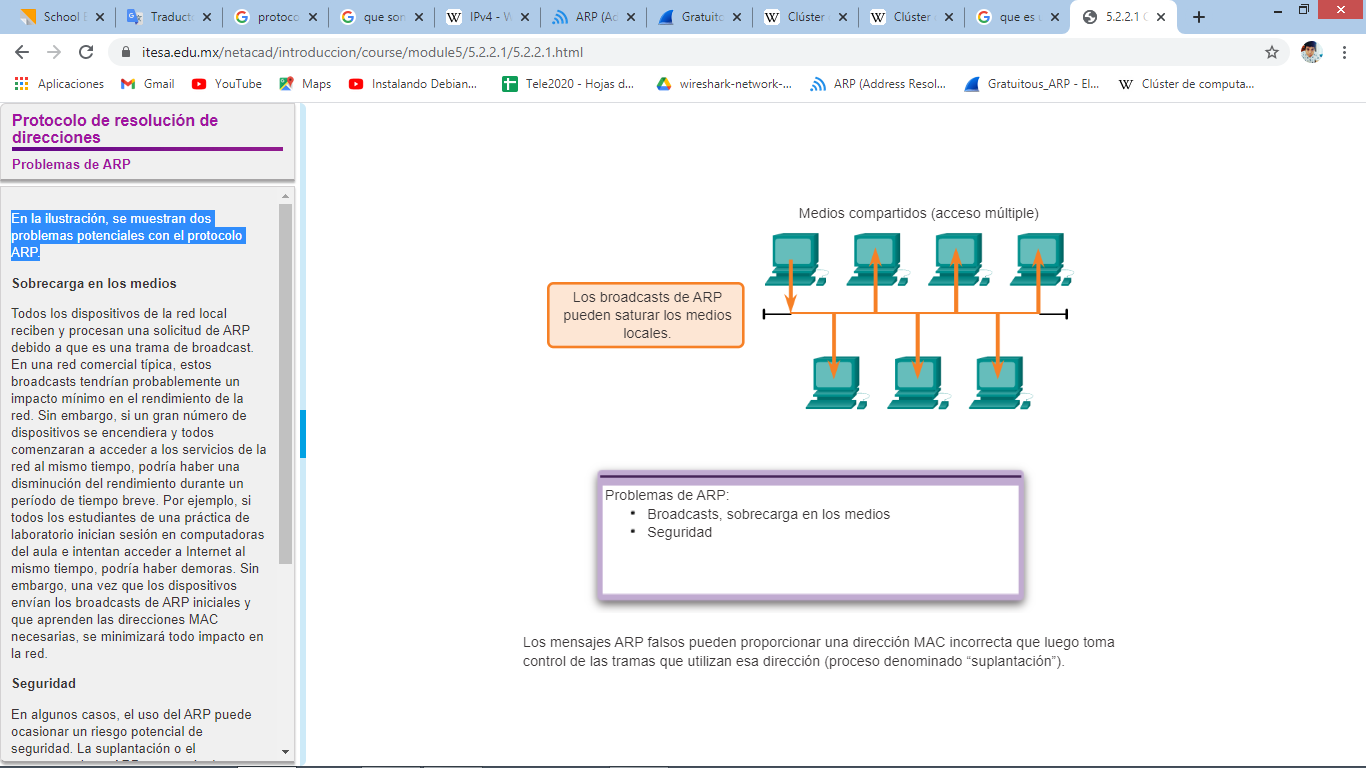 School E
Traducto
protoco
que son
IPv4 - W
ARP (Ad
Gratuito
Clúster
Clúster
que es u
5.2.2.1 C
itesa.edu.mx/netacad/introduccion/course/module5/5.2.2.1/5.2.2.1.html
Aplicaciones
Gmail
YouTube
Maps
Instalando Debian...
Tele2020 - Hojas d...
wireshark-network-...
ARP (Address Resol...
Gratuitous_ARP - El...
Clúster de computa...
Protocolo de resolución de
direcciones
Problemas de ARP
En la ilustración, se muestran dos
problemas potenciales con el protocolo
ARP.
Sobrecarga en los medios
Todos los dispositivos de la red local
reciben y procesan una solicitud de ARP
debido a que es una trama de broadcast.
En una red comercial típica, estos
broadcasts tendrían probablemente un
impacto mínimo en el rendimiento de la
red. Sin embargo, si un gran número de
dispositivos se encendiera y todos
comenzaran a acceder a los servicios de la
red al mismo tiempo, podría haber una
disminución del rendimiento durante un
período de tiempo breve. Por ejemplo, si
todos los estudiantes de una práctica de
laboratorio inician sesión en computadoras
del aula e intentan acceder a Internet al
mismo tiempo, podría haber demoras. Sin
embargo, una vez que los dispositivos
envían los broadcasts de ARP iniciales y
que aprenden las direcciones MAC
necesarias, se minimizará todo impacto en
la red.
Seguridad
En algunos casos, el uso del ARP puede
ocasionar un riesgo potencial de
seguridad. La suplantación o el
Medios compartidos (acceso múltiple)
Los broadcasts de ARP
pueden saturar los medios
locales.
Problemas de ARP:
• Broadcasts, sobrecarga en los medios
• Seguridad
Los mensajes ARP falsos pueden proporcionar una dirección MAC incorrecta que luego toma
control de las tramas que utilizan esa dirección (proceso denominado “suplantación”).